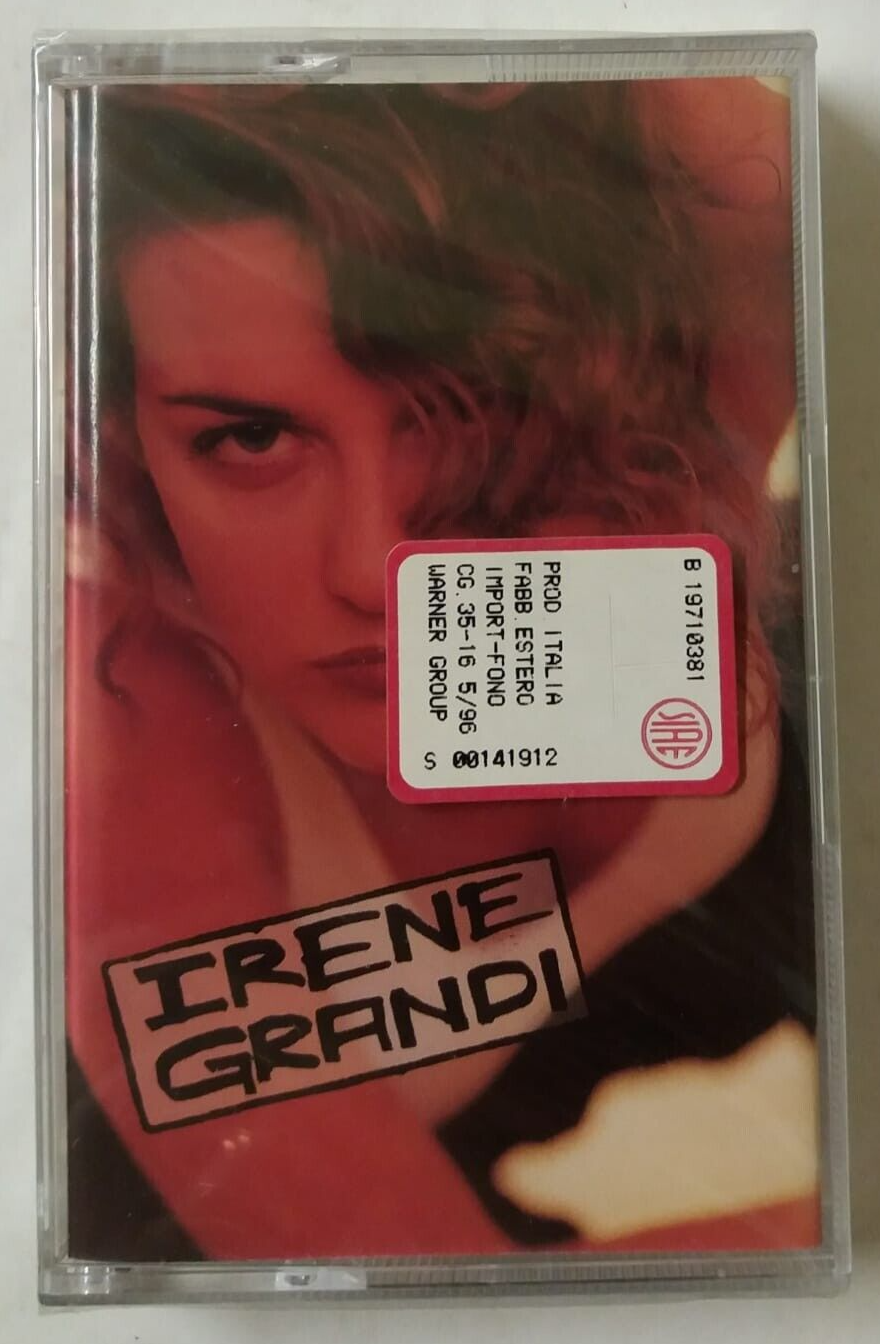 B 19710381
SIAE
PROD. ITALIA
FABB. ESTERO
IMPORT-FONO
CG. 35-16 5/96
WARNER GROUP
S 00141912
IRENE
GRANDI